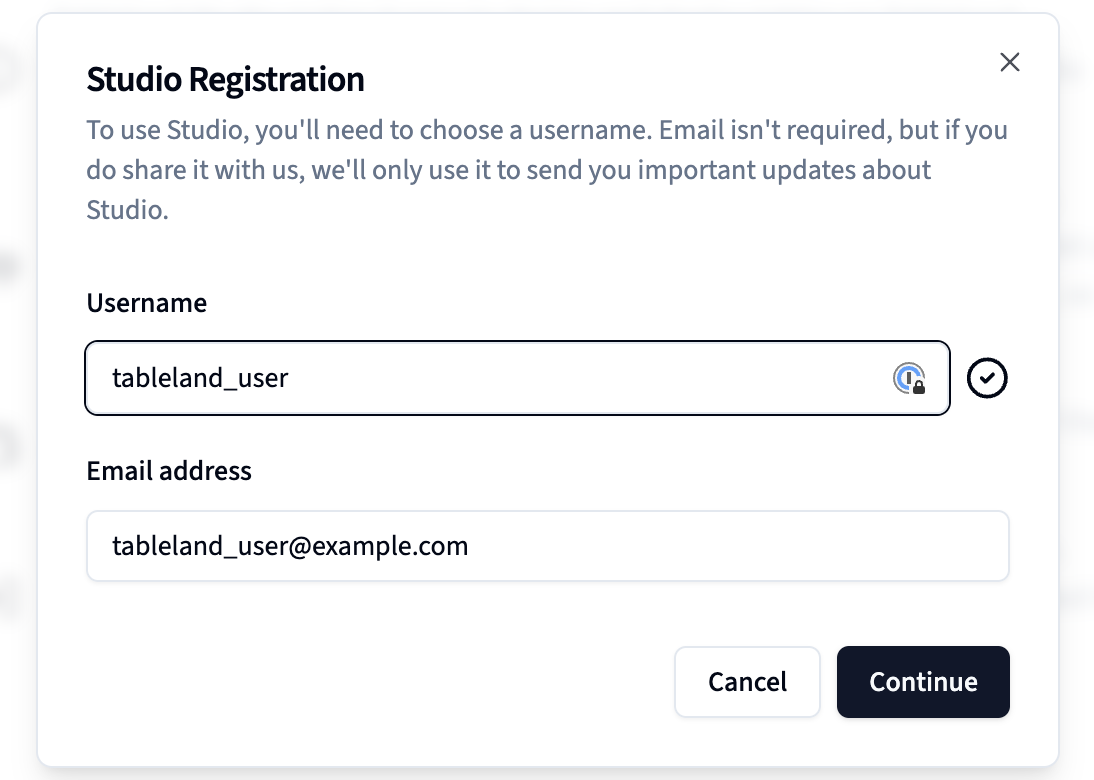 Studio Registration
To use Studio, you'll need to choose a username. Email isn't required, but if you
do share it with us, we'll only use it to send you important updates about
Studio.
Username
tableland_user
Email address
tableland_user@example.com
Cancel
Continue